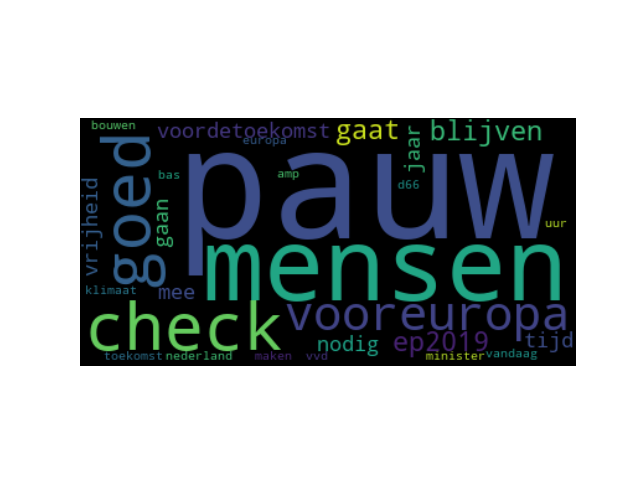 bouwen
voordetoekomst
gaat
blijven
europa
jaar
goed
pauw
bas
amp
d66
vrijheid
gaan
uur
mensen
klimaat
mee
check
vooreuropa
nodig
ep2019
tijd
toekomst
nederland
maken
vvd
minister
vandaag